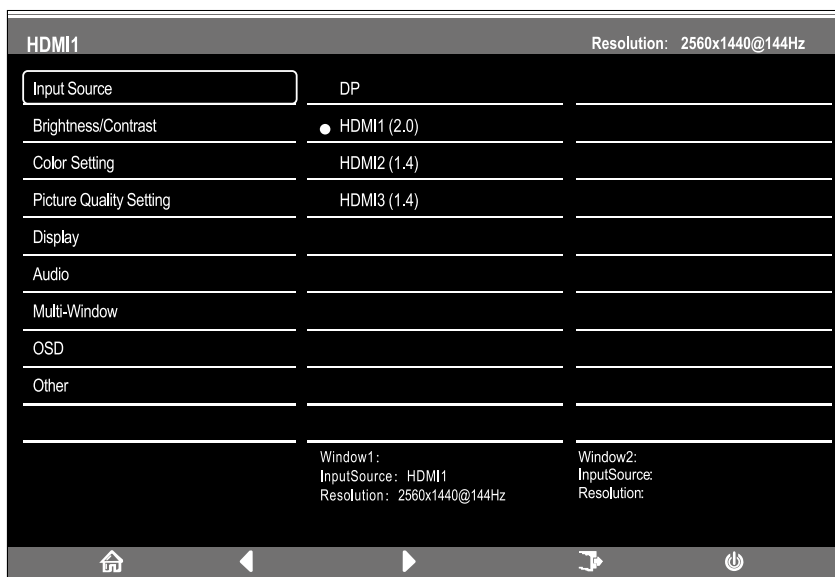 HDMI1 Resolution: 2560x1440@144Hz
Input Source DP
Brightness/Contrast HDMI1 (2.0)
Color Setting HDMI2 (1.4)
Picture Quality Setting HDMI3 (1.4)
Display
Audio
Multi-Window
OSD
Other
Window1: Window2:
InputSource: HDMI1 InputSource:
Resolution: 2560x1440@144Hz Resolution: